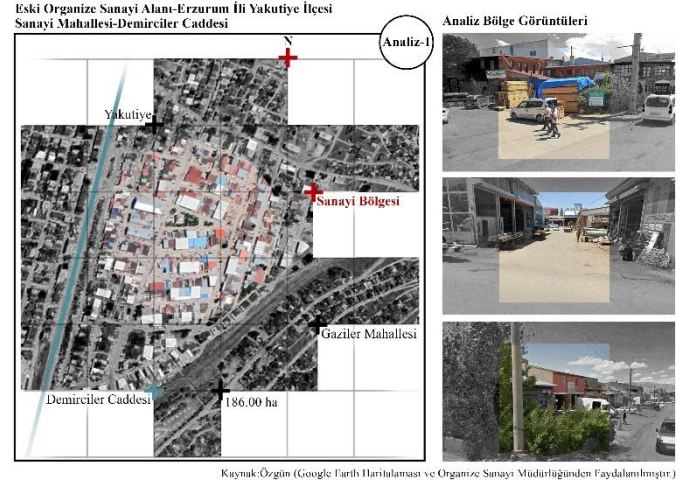 Eski Organize Sanayi Alanı-Erzurum İli Yakutiye İlçesi
Sanayi Mahallesi-Demirciler Caddesi
Analiz-1
N
Yakutiye
Sanayi Bölgesi
Gaziler Mahallesi
Demirciler Caddesi
186.00 ha
Analiz Bölge Görüntüleri
Kaynak:Özgün (Google Earth Haritalaması ve Organize Sanayi Müdürlüğünden Faydalanılmıştır.)